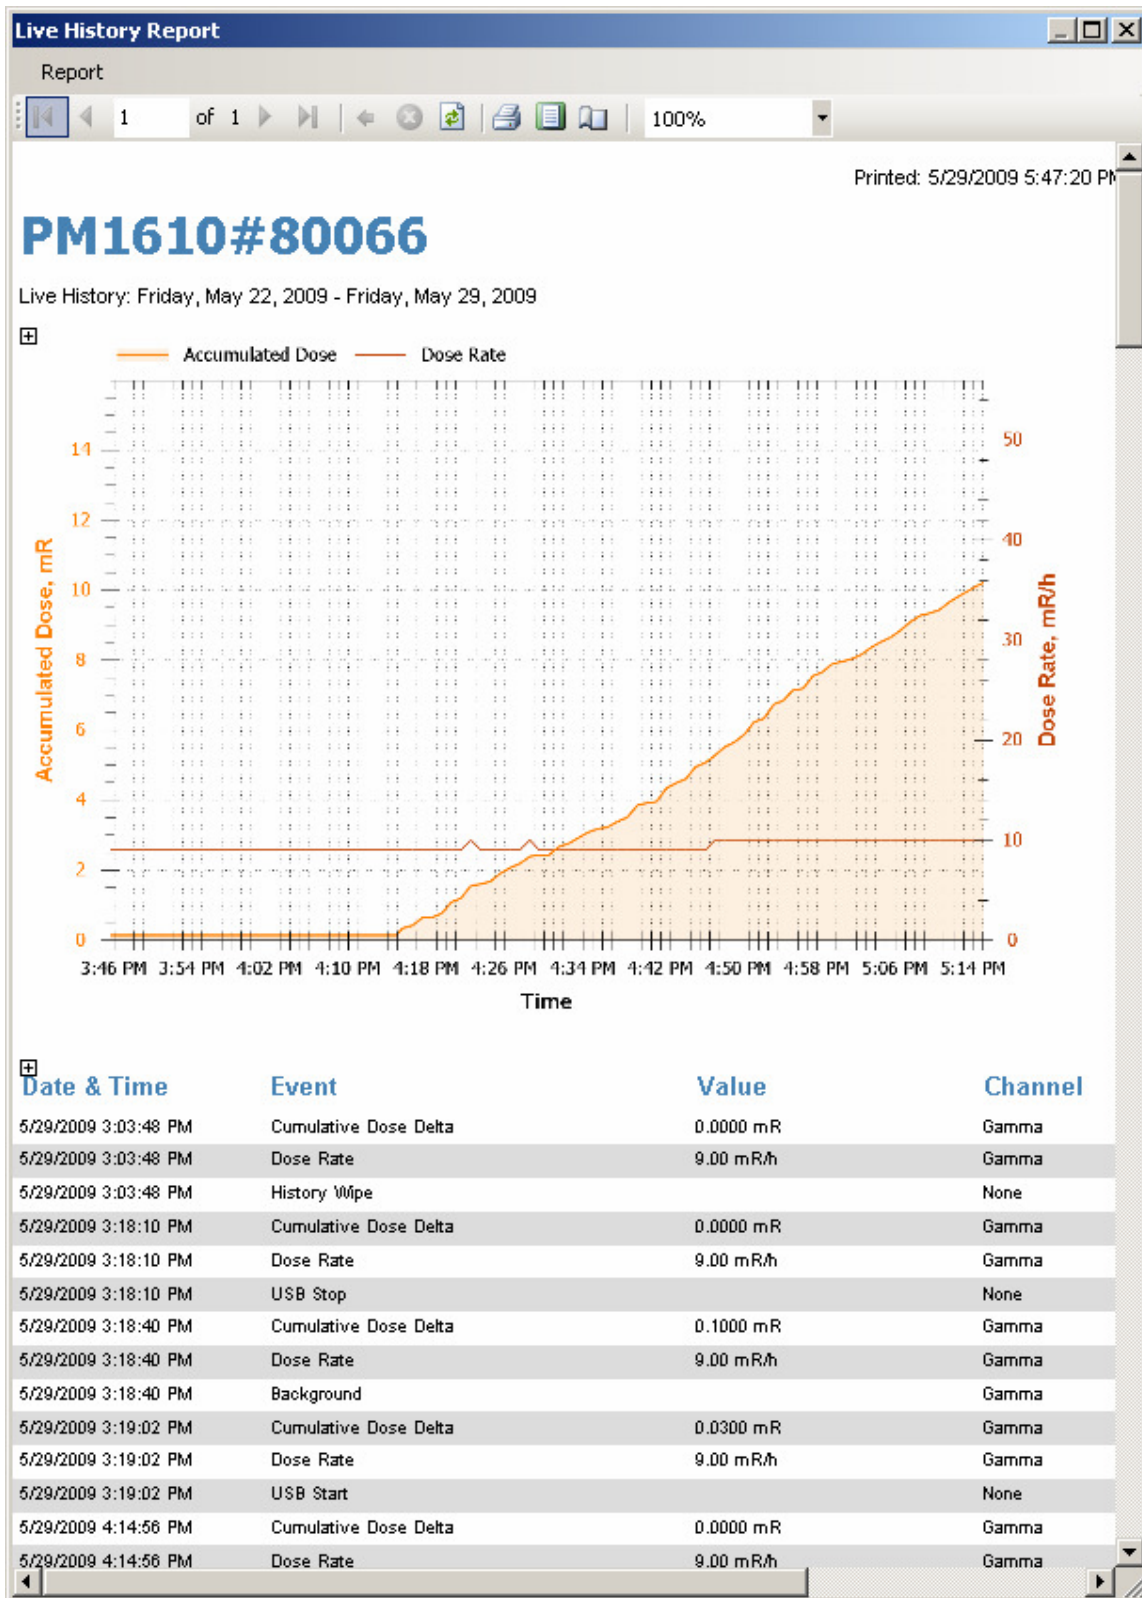 Live History Report
Report
1 of 1 100%
Printed: 5/29/2009 5:47:20 PM
PM1610#80066
Live History: Friday, May 22, 2009 - Friday, May 29, 2009
Accumulated Dose Dose Rate
Accumulated Dose, mR
14
12
10
8
6
4
2
0
50
40
30
20
10
0
Dose Rate, mR/h
3:46 PM 3:54 PM 4:02 PM 4:10 PM 4:18 PM 4:26 PM 4:34 PM 4:42 PM 4:50 PM 4:58 PM 5:06 PM 5:14 PM
Time
Date & Time Event Value Channel
5/29/2009 3:03:48 PM Cumulative Dose Delta 0.0000 mR Gamma
5/29/2009 3:03:48 PM Dose Rate 9.00 mR/h Gamma
5/29/2009 3:03:48 PM History Wipe None
5/29/2009 3:18:10 PM Cumulative Dose Delta 0.0000 mR Gamma
5/29/2009 3:18:10 PM Dose Rate 9.00 mR/h Gamma
5/29/2009 3:18:10 PM USB Stop None
5/29/2009 3:18:40 PM Cumulative Dose Delta 0.1000 mR Gamma
5/29/2009 3:18:40 PM Dose Rate 9.00 mR/h Gamma
5/29/2009 3:18:40 PM Background Gamma
5/29/2009 3:19:02 PM Cumulative Dose Delta 0.0300 mR Gamma
5/29/2009 3:19:02 PM Dose Rate 9.00 mR/h Gamma
5/29/2009 3:19:02 PM USB Start None
5/29/2009 4:14:56 PM Cumulative Dose Delta 0.0000 mR Gamma
5/29/2009 4:14:56 PM Dose Rate 9.00 mR/h Gamma